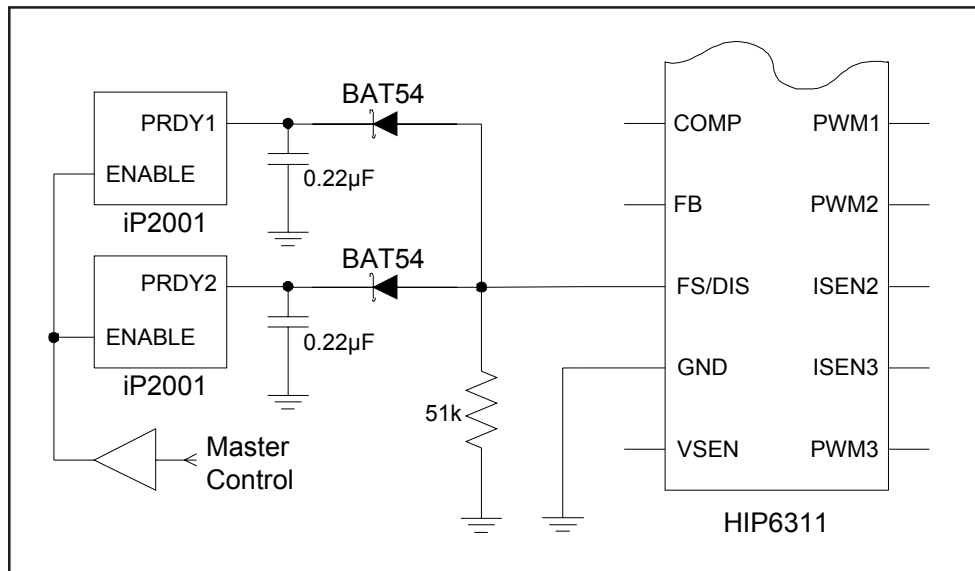 BAT54
PRDY1
ENABLE
0.22µF
iP2001
BAT54
PRDY2
ENABLE
0.22µF
iP2001
Master
Control
51k
COMP
PWM1
FB
PWM2
FS/DIS
ISEN2
GND
ISEN3
VSEN
PWM3
HIP6311